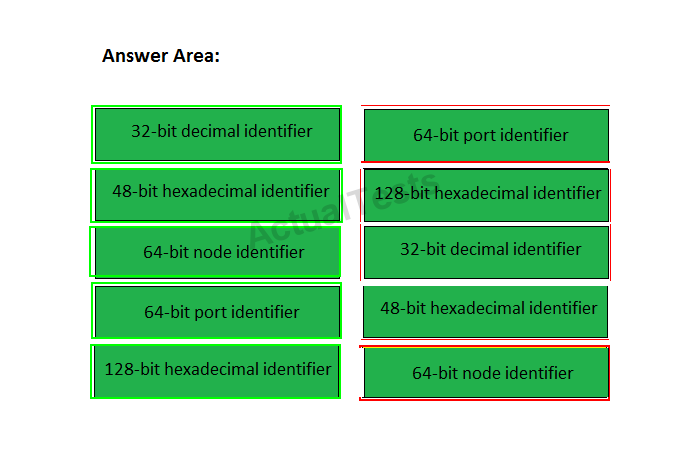 Answer Area:
32-bit decimal identifier
64-bit port identifier
48-bit hexadecimal identifier
128-bit hexadecimal identifier
64-bit node identifier
32-bit decimal identifier
64-bit port identifier
48-bit hexadecimal identifier
128-bit hexadecimal identifier
64-bit node identifier
ActualTests